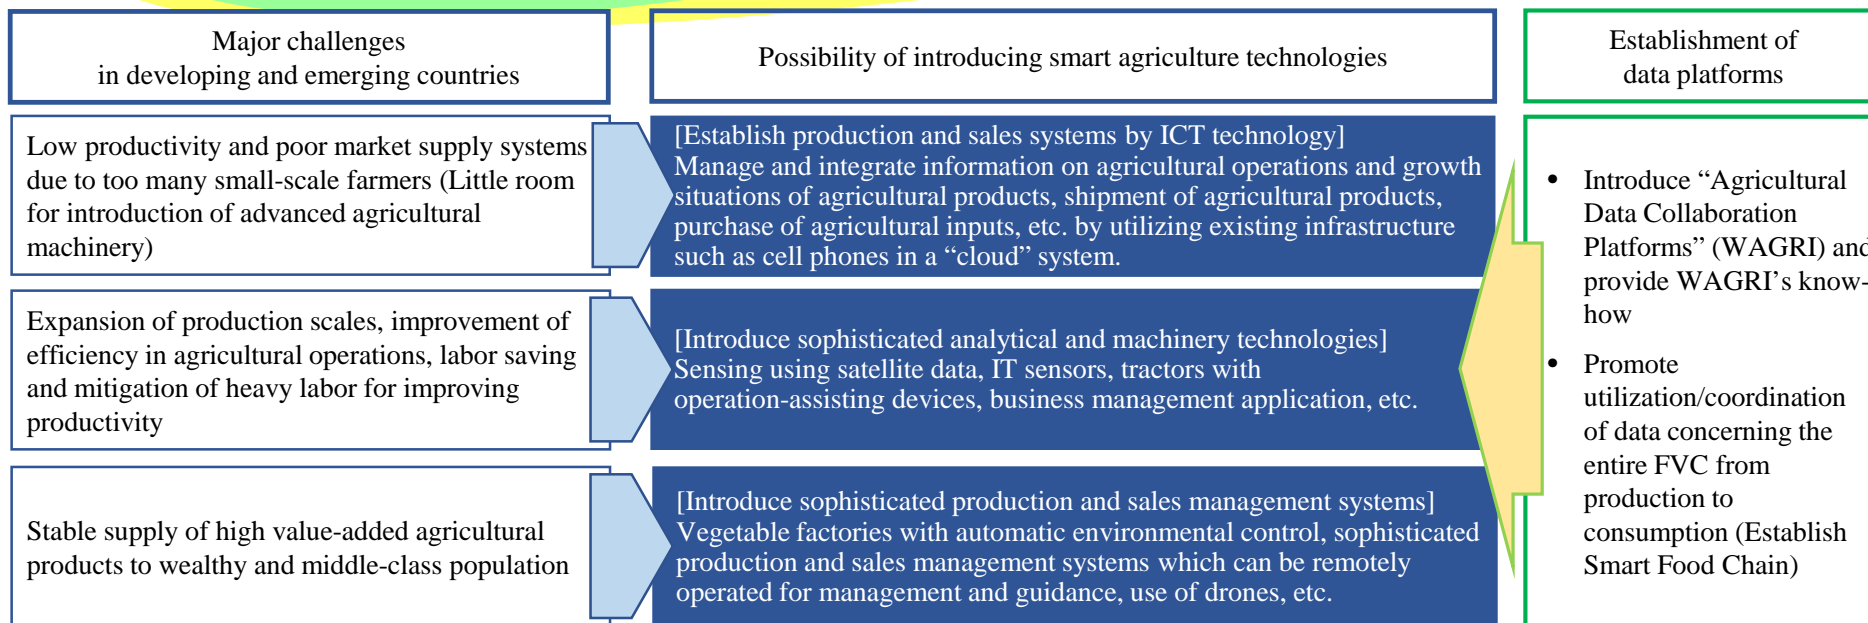 Major challenges
in developing and emerging countries
Possibility of introducing smart agriculture technologies
Establishment of
data platforms
Low productivity and poor market supply systems
due to too many small-scale farmers (Little room
for introduction of advanced agricultural
machinery)
[Establish production and sales systems by ICT technology]
Manage and integrate information on agricultural operations and growth
situations of agricultural products, shipment of agricultural products,
purchase of agricultural inputs, etc. by utilizing existing infrastructure
such as cell phones in a “cloud” system.
Expansion of production scales, improvement of
efficiency in agricultural operations, labor saving
and mitigation of heavy labor for improving
productivity
[Introduce sophisticated analytical and machinery technologies]
Sensing using satellite data, IT sensors, tractors with
operation-assisting devices, business management application, etc.
Stable supply of high value-added agricultural
products to wealthy and middle-class population
[Introduce sophisticated production and sales management systems]
Vegetable factories with automatic environmental control, sophisticated
production and sales management systems which can be remotely
operated for management and guidance, use of drones, etc.
• Introduce “Agricultural
Data Collaboration
Platforms” (WAGRI) and
provide WAGRI’s know-
how
• Promote
utilization/coordination
of data concerning the
entire FVC from
production to
consumption (Establish
Smart Food Chain)